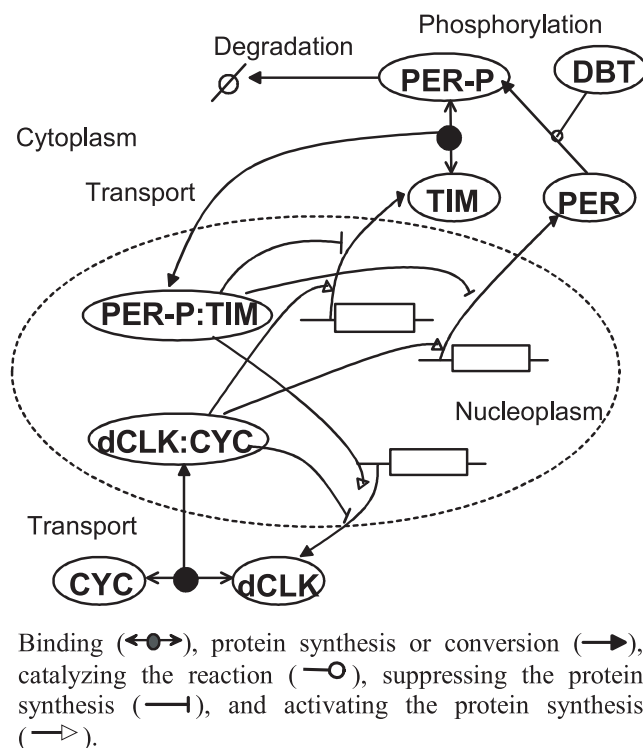 Phosphorylation
Degradation
PER-P
DBT
Cytoplasm
Transport
TIM
PER
PER-P:TIM
Nucleoplasm
dCLK:CYC
Transport
CYC
dCLK
Binding (), protein synthesis or conversion (),
catalyzing the reaction (), suppressing the protein
synthesis (), and activating the protein synthesis
().